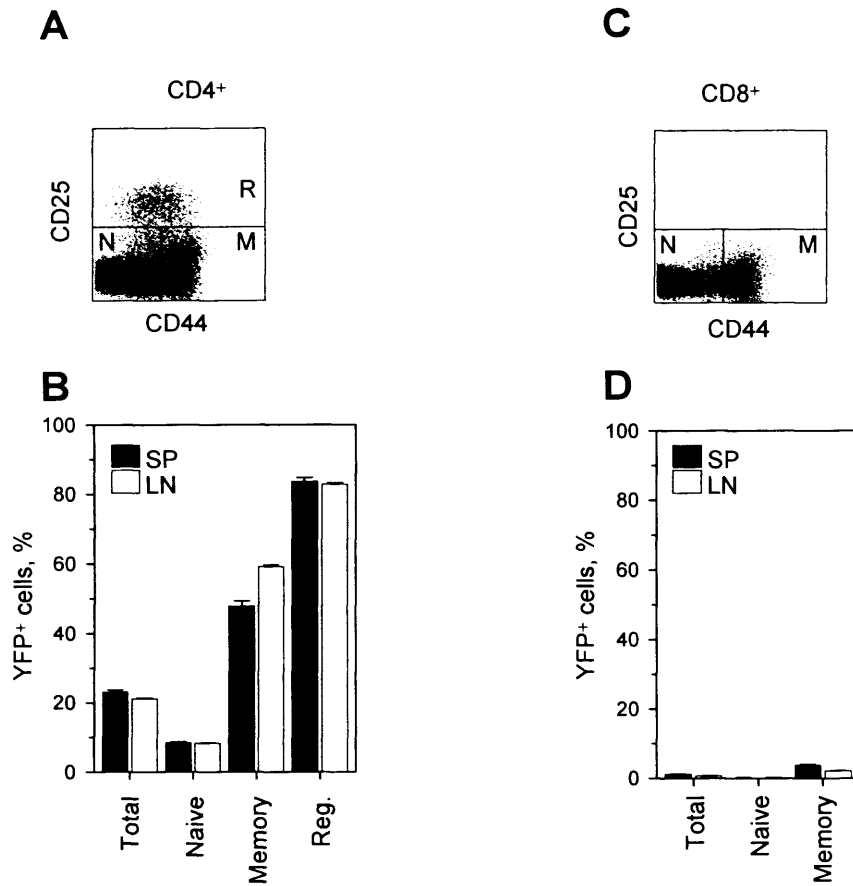 A
CD4+
CD25
R
N
M
CD44
B
YFP+ cells, %
100
80
60
40
20
0
SP
LN
Total
Naive
Memory
Reg.
C
CD8+
CD25
N
M
CD44
D
YFP+ cells, %
100
80
60
40
20
0
SP
LN
Total
Naive
Memory